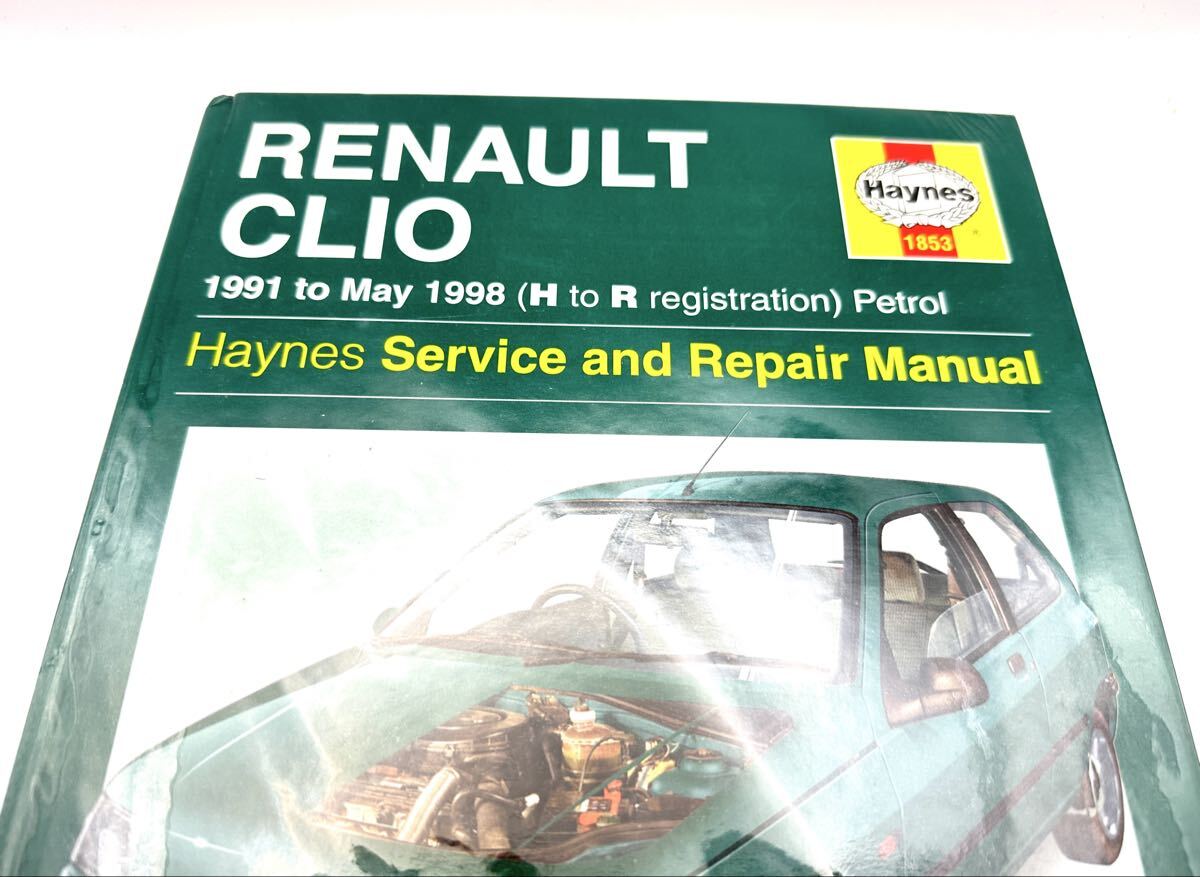 RENAULT
CLIO
Haynes
1853
1991 to May 1998 (H to R registration) Petrol
Haynes Service and Repair Manual